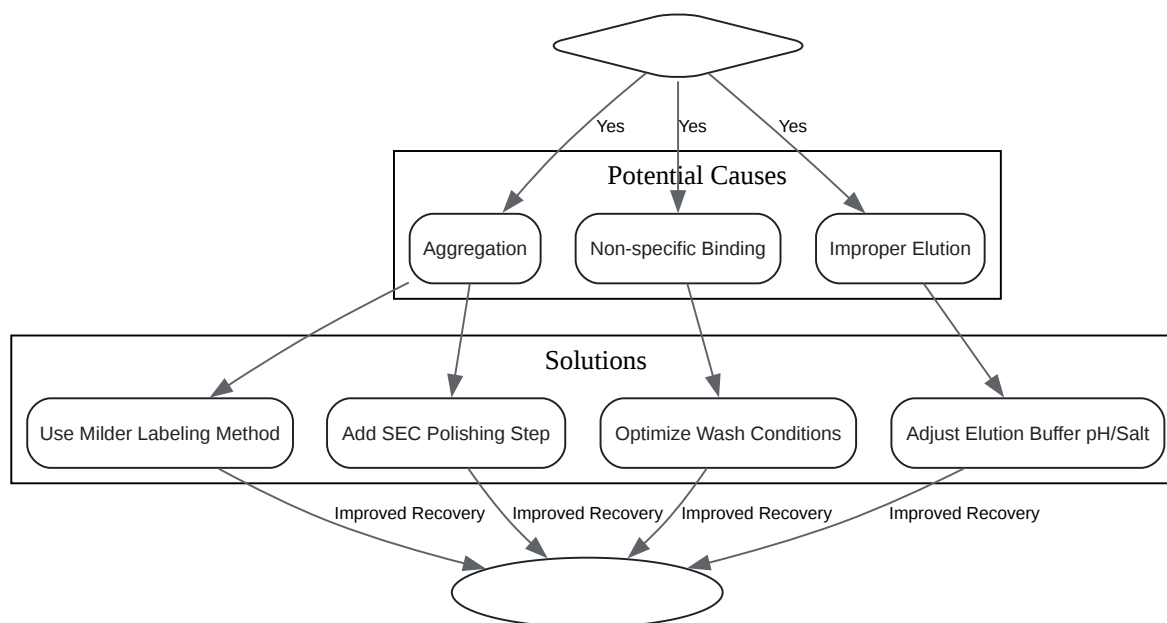 Yes
Yes
Yes
Potential Causes
Aggregation
Non-specific Binding
Improper Elution
Solutions
Use Milder Labeling Method
Add SEC Polishing Step
Optimize Wash Conditions
Adjust Elution Buffer pH/Salt
Improved Recovery
Improved Recovery
Improved Recovery
Improved Recovery